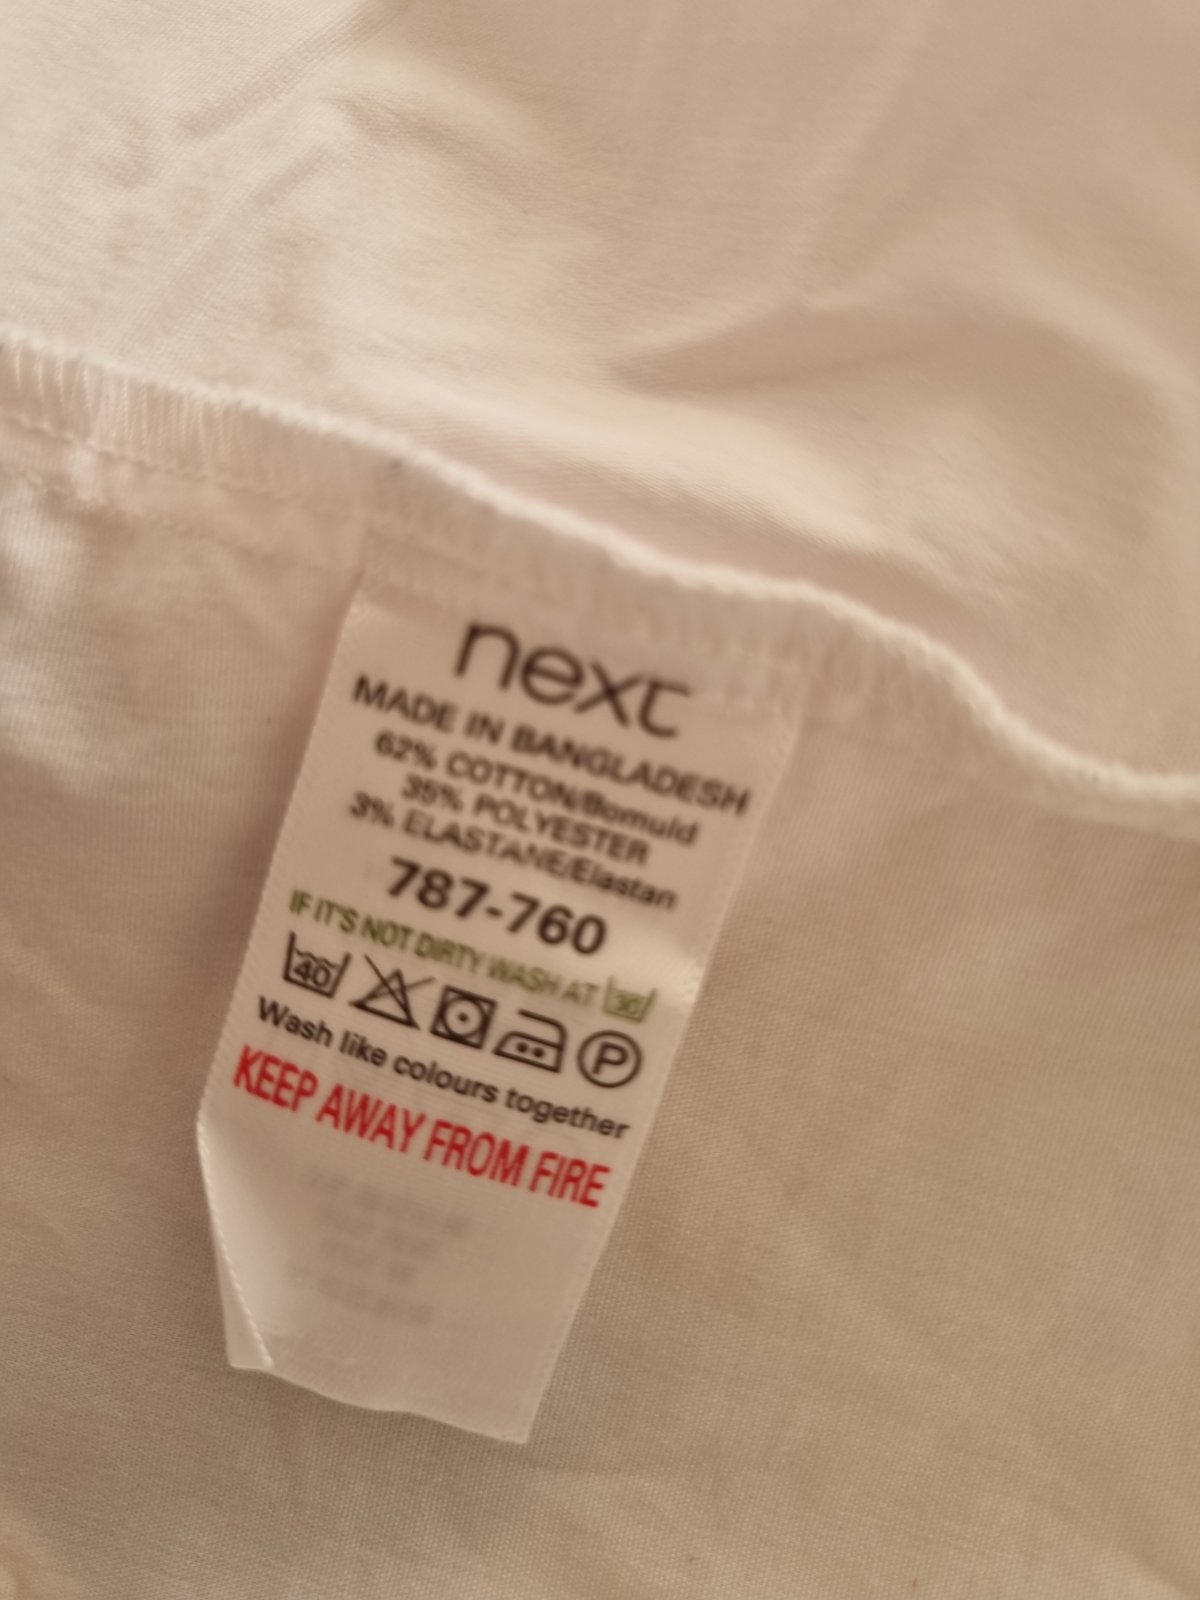 next
MADE IN BANGLADESH
62% COTTON/Bomuld
35% POLYESTER
3% ELASTANE/Elastan
787-760
IF IT'S NOT DIRTY WASH AT 30
40 P
Wash like colours together
KEEP AWAY FROM FIRE